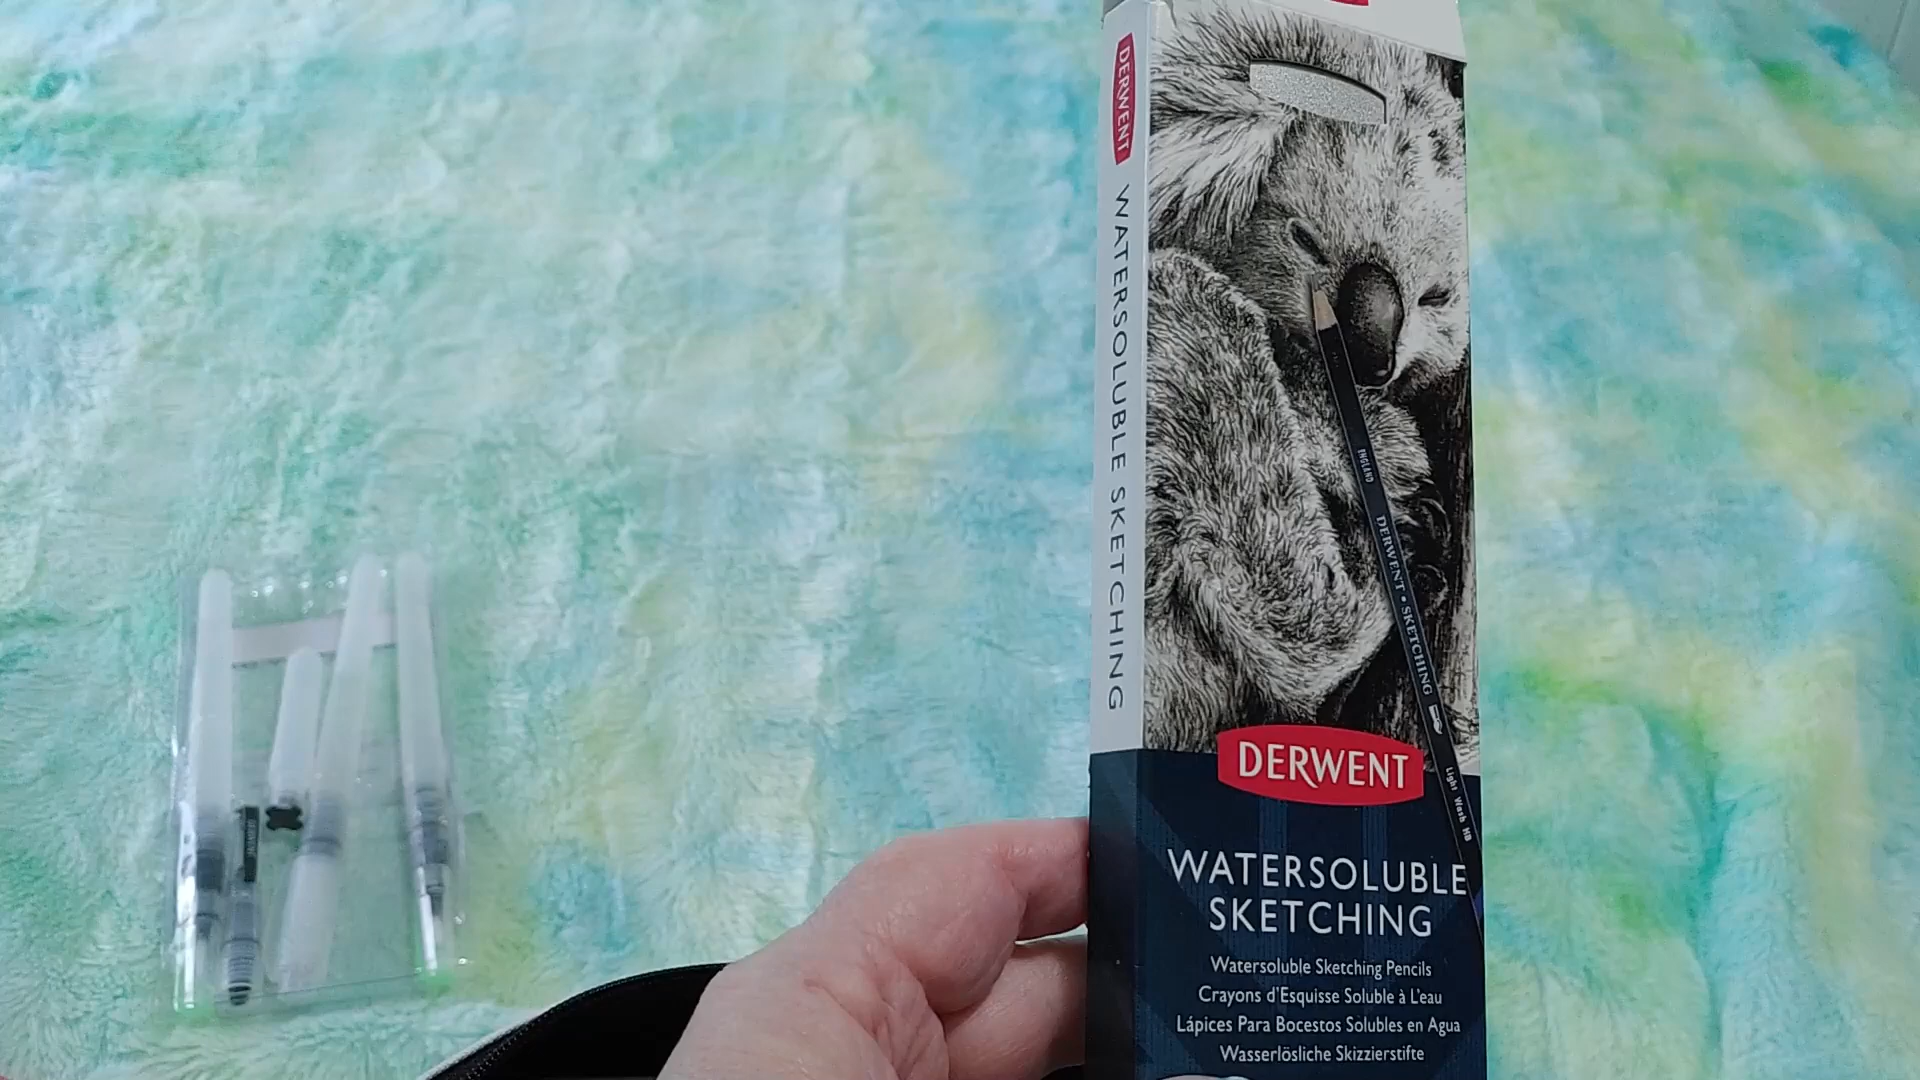 DERWENT WATERSOLUBLE SKETCHING
ENGLAND DERWENT • SKETCHING Light Wash HB
DERWENT
WATERSOLUBLE
SKETCHING
Watersoluble Sketching Pencils
Crayons d'Esquisse Soluble à L'eau
Lápices Para Bocestos Solubles en Agua
Wasserlösliche Skizzierstifte